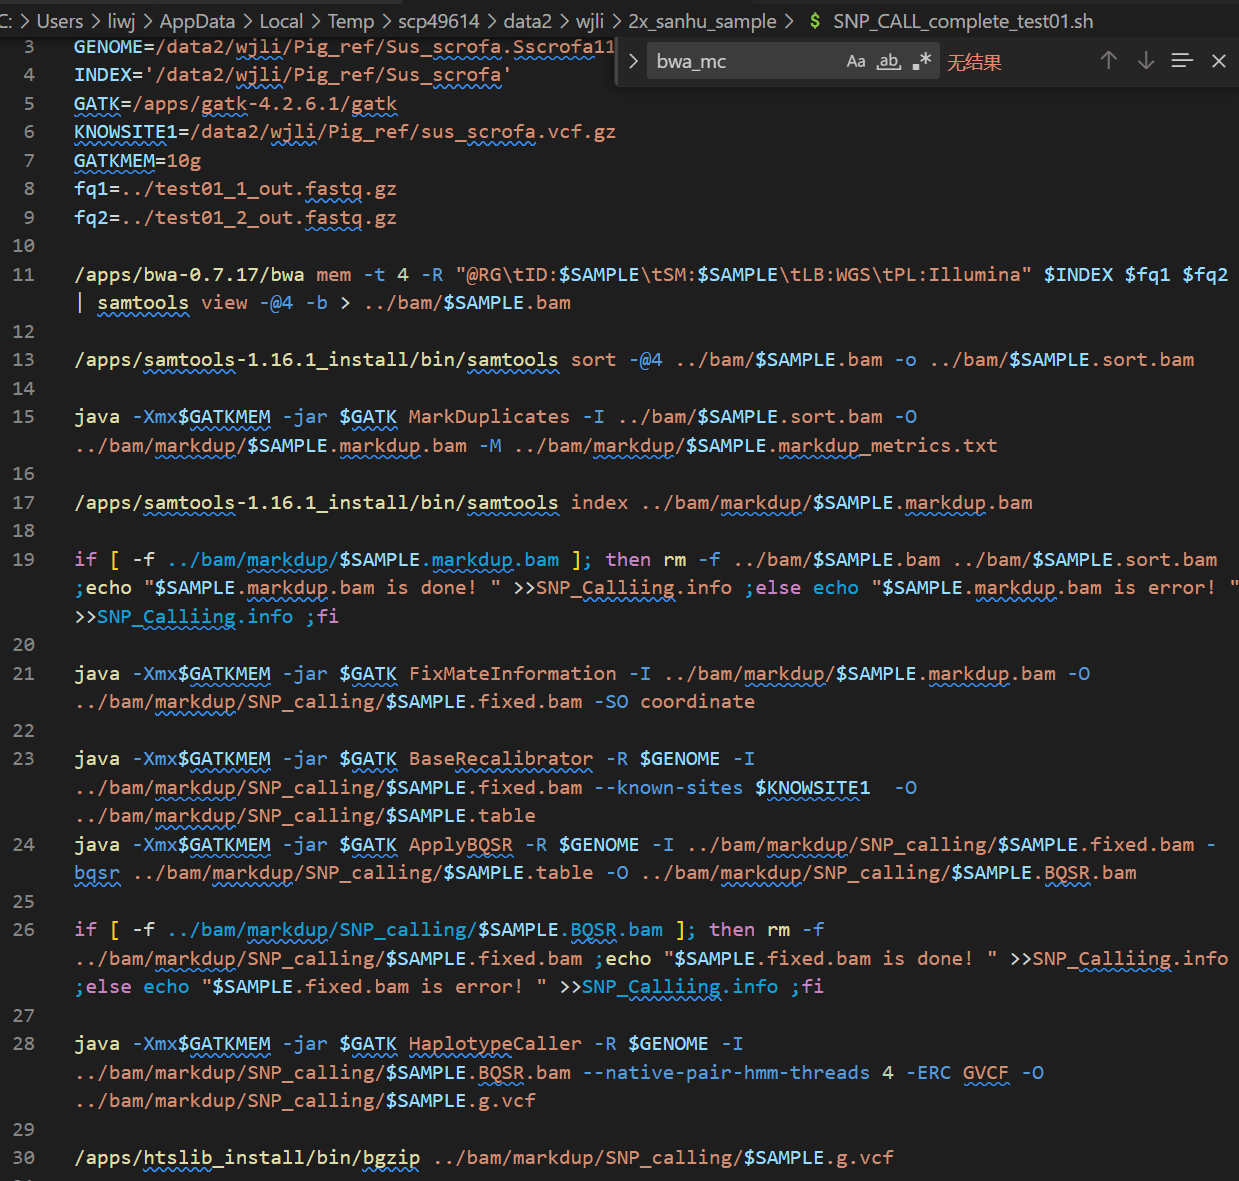 C: > Users > liwj > AppData > Local > Temp > scp49614 > data2 > wjli > 2x_sanhu_sample > $ SNP_CALL_complete_test01.sh
3 GENOME=/data2/wjli/Pig_ref/Sus_scrofa.Sscrofa11
> bwa_mc Aa ab .* 无结果
4 INDEX='/data2/wjli/Pig_ref/Sus_scrofa'
5 GATK=/apps/gatk-4.2.6.1/gatk
6 KNOWSITE1=/data2/wjli/Pig_ref/sus_scrofa.vcf.gz
7 GATKMEM=10g
8 fq1=../test01_1_out.fastq.gz
9 fq2=../test01_2_out.fastq.gz
10
11 /apps/bwa-0.7.17/bwa mem -t 4 -R "@RG\tID:$SAMPLE\tSM:$SAMPLE\tLB:WGS\tPL:Illumina" $INDEX $fq1 $fq2
| samtools view -@4 -b > ../bam/$SAMPLE.bam
12
13 /apps/samtools-1.16.1_install/bin/samtools sort -@4 ../bam/$SAMPLE.bam -o ../bam/$SAMPLE.sort.bam
14
15 java -Xmx$GATKMEM -jar $GATK MarkDuplicates -I ../bam/$SAMPLE.sort.bam -O
../bam/markdup/$SAMPLE.markdup.bam -M ../bam/markdup/$SAMPLE.markdup_metrics.txt
16
17 /apps/samtools-1.16.1_install/bin/samtools index ../bam/markdup/$SAMPLE.markdup.bam
18
19 if [ -f ../bam/markdup/$SAMPLE.markdup.bam ]; then rm -f ../bam/$SAMPLE.bam ../bam/$SAMPLE.sort.bam
;echo "$SAMPLE.markdup.bam is done! " >>SNP_Calliing.info ;else echo "$SAMPLE.markdup.bam is error! "
>>SNP_Calliing.info ;fi
20
21 java -Xmx$GATKMEM -jar $GATK FixMateInformation -I ../bam/markdup/$SAMPLE.markdup.bam -O
../bam/markdup/SNP_calling/$SAMPLE.fixed.bam -SO coordinate
22
23 java -Xmx$GATKMEM -jar $GATK BaseRecalibrator -R $GENOME -I
../bam/markdup/SNP_calling/$SAMPLE.fixed.bam --known-sites $KNOWSITE1  -O
../bam/markdup/SNP_calling/$SAMPLE.table
24 java -Xmx$GATKMEM -jar $GATK ApplyBQSR -R $GENOME -I ../bam/markdup/SNP_calling/$SAMPLE.fixed.bam -
bqsr ../bam/markdup/SNP_calling/$SAMPLE.table -O ../bam/markdup/SNP_calling/$SAMPLE.BQSR.bam
25
26 if [ -f ../bam/markdup/SNP_calling/$SAMPLE.BQSR.bam ]; then rm -f
../bam/markdup/SNP_calling/$SAMPLE.fixed.bam ;echo "$SAMPLE.fixed.bam is done! " >>SNP_Calliing.info
;else echo "$SAMPLE.fixed.bam is error! " >>SNP_Calliing.info ;fi
27
28 java -Xmx$GATKMEM -jar $GATK HaplotypeCaller -R $GENOME -I
../bam/markdup/SNP_calling/$SAMPLE.BQSR.bam --native-pair-hmm-threads 4 -ERC GVCF -O
../bam/markdup/SNP_calling/$SAMPLE.g.vcf
29
30 /apps/htslib_install/bin/bgzip ../bam/markdup/SNP_calling/$SAMPLE.g.vcf